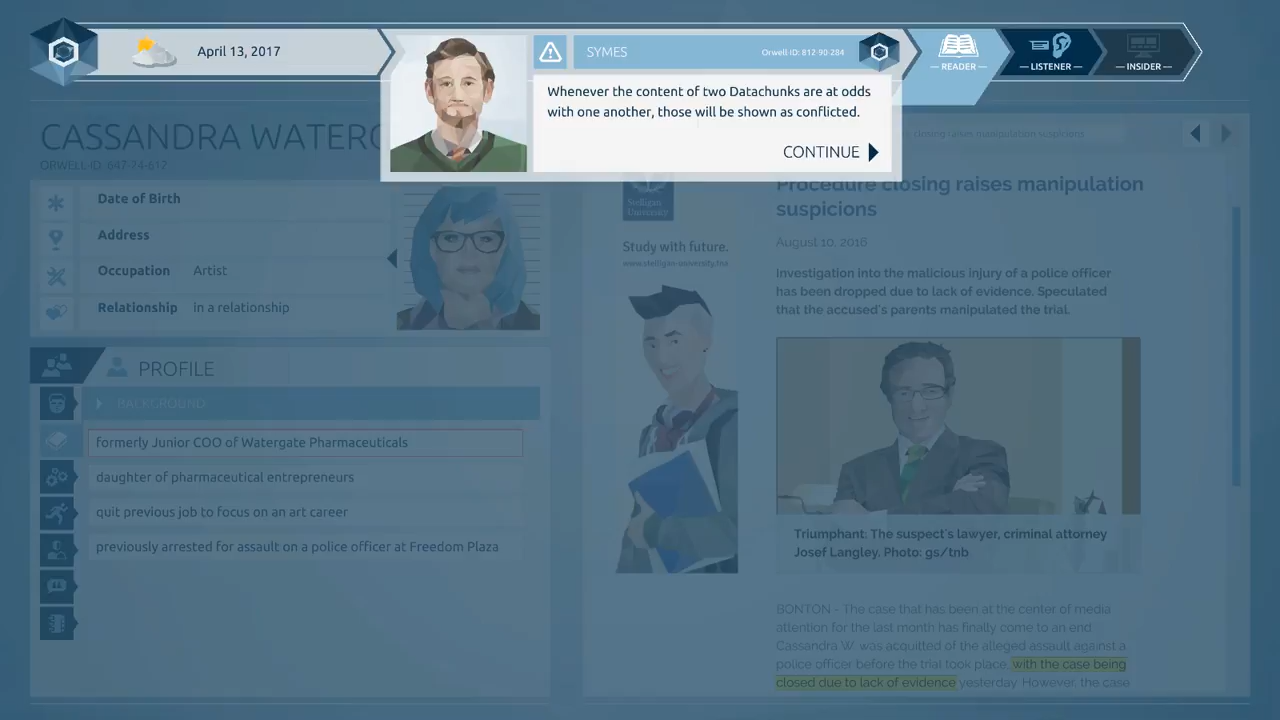 April 13, 2017
SYMES
Orwell ID: 812-90-284
Whenever the content of two Datachunks are at odds
with one another, those will be shown as conflicted.
CONTINUE
— READER —
— LISTENER —
— INSIDER —
CASSANDRA WATERG
ORWELL-ID: 647-74-612
Date of Birth
Address
Occupation Artist
Relationship in a relationship
PROFILE
BACKGROUND
formerly Junior COO of Watergate Pharmaceuticals
daughter of pharmaceutical entrepreneurs
quit previous job to focus on an art career
previously arrested for assault on a police officer at Freedom Plaza
closing raises manipulation suspicions
Stelligan
University
Study with future.
www.stelligan-university.tna
Procedure closing raises manipulation
suspicions
August 10, 2016
Investigation into the malicious injury of a police officer
has been dropped due to lack of evidence. Speculated
that the accused's parents manipulated the trial.
Triumphant. The suspect's lawyer, criminal attorney
Josef Langley. Photo: gs/tnb
BONTON - The case that has been at the center of media
attention for the last month has finally come to an end.
Cassandra W. was acquitted of the alleged assault against a
police officer before the trial took place, with the case being
closed due to lack of evidence yesterday. However, the case